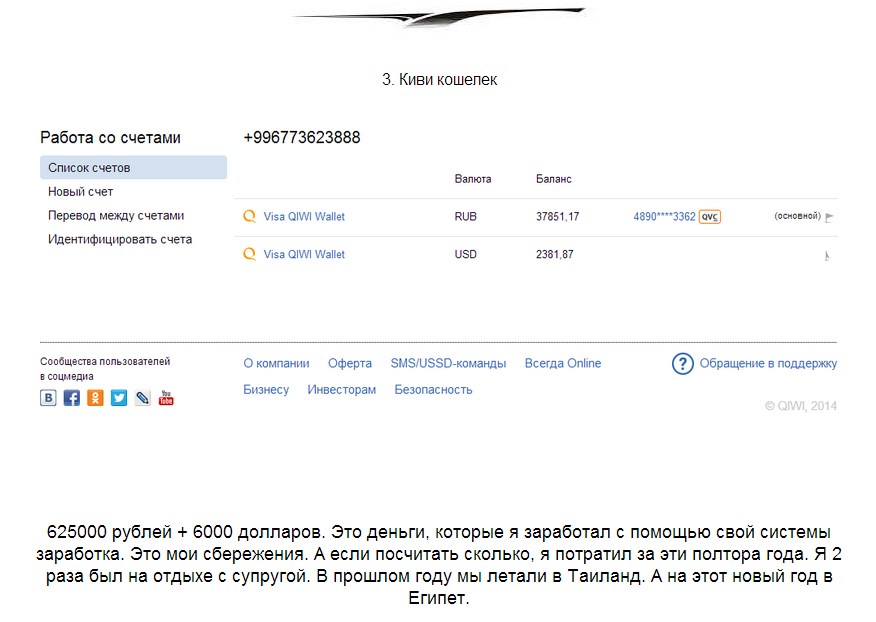 3. Киви кошелек
Работа со счетами
+996773623888
Список счетов
Новый счет
Перевод между счетами
Идентифицировать счета
Валюта Баланс
Visa QIWI Wallet RUB 37851,17 4890****3362 QVC (основной)
Visa QIWI Wallet USD 2381,87
Сообщества пользователей
в соцмедиа
B f You Tube
О компании Оферта SMS/USSD-команды Всегда Online
Бизнесу Инвесторам Безопасность
? Обращение в поддержку
© QIWI, 2014
625000 рублей + 6000 долларов. Это деньги, которые я заработал с помощью свой системы
заработка. Это мои сбережения. А если посчитать сколько, я потратил за эти полтора года. Я 2
раза был на отдыхе с супругой. В прошлом году мы летали в Таиланд. А на этот новый год в
Египет.